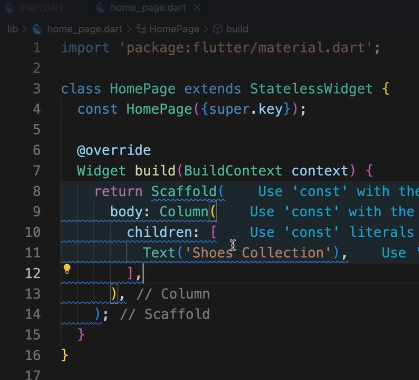 main.dart home_page.dart ×
lib > home_page.dart > HomePage > build
1 import 'package:flutter/material.dart';
2
3 class HomePage extends StatelessWidget {
4 const HomePage({super.key});
5
6 @override
7 Widget build(BuildContext context) {
8 return Scaffold( Use 'const' with the
9 body: Column( Use 'const' with the
10 children: [ Use 'const' literals
11 Text('Shoes Collection'), Use '
12 ],
13 ), // Column
14 ); // Scaffold
15 }
16 }
17